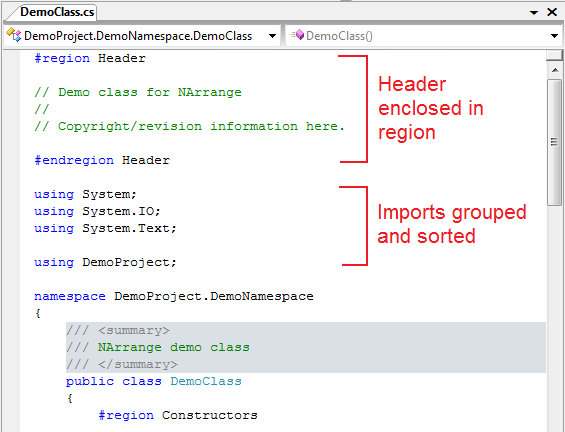 DemoClass.cs
DemoProject.DemoNamespace.DemoClass
DemoClass()
#region Header
// Demo class for NArrange
//
// Copyright/revision information here.
#endregion Header
Header
enclosed in
region
using System;
using System.IO;
using System.Text;
using DemoProject;
Imports grouped
and sorted
namespace DemoProject.DemoNamespace
{
/// <summary>
/// NArrange demo class
/// </summary>
public class DemoClass
{
#region Constructors